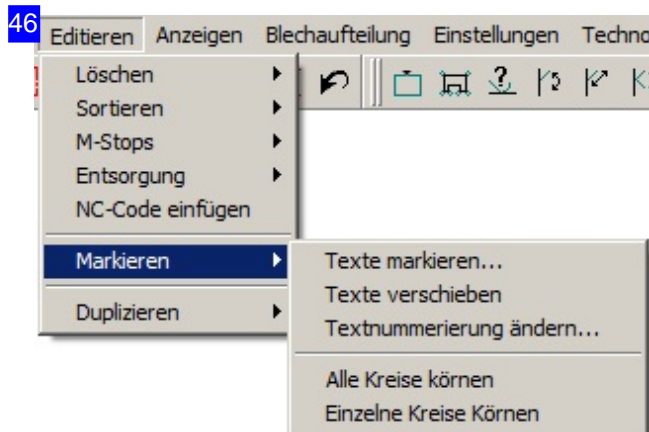 46
Editieren Anzeigen Blechaufteilung Einstellungen Techno
Löschen
Sortieren
M-Stops
Entsorgung
NC-Code einfügen
Markieren
Duplizieren
Texte markieren...
Texte verschieben
Textnummerierung ändern...
Alle Kreise körnen
Einzelne Kreise Körnen